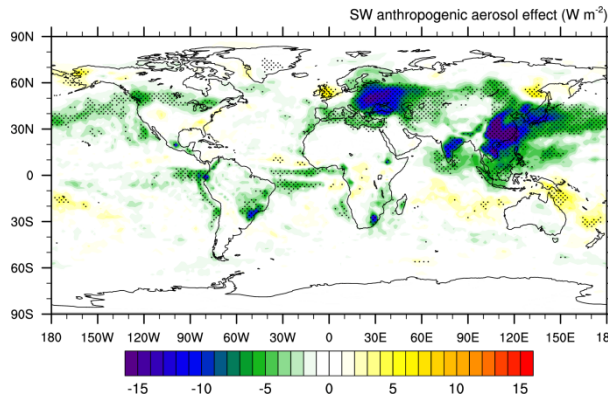 SW anthropogenic aerosol effect (W m-2)
90N
60N
30N
0
30S
60S
90S
180 150W 120W 90W 60W 30W 0 30E 60E 90E 120E 150E 180
-15 -10 -5 0 5 10 15